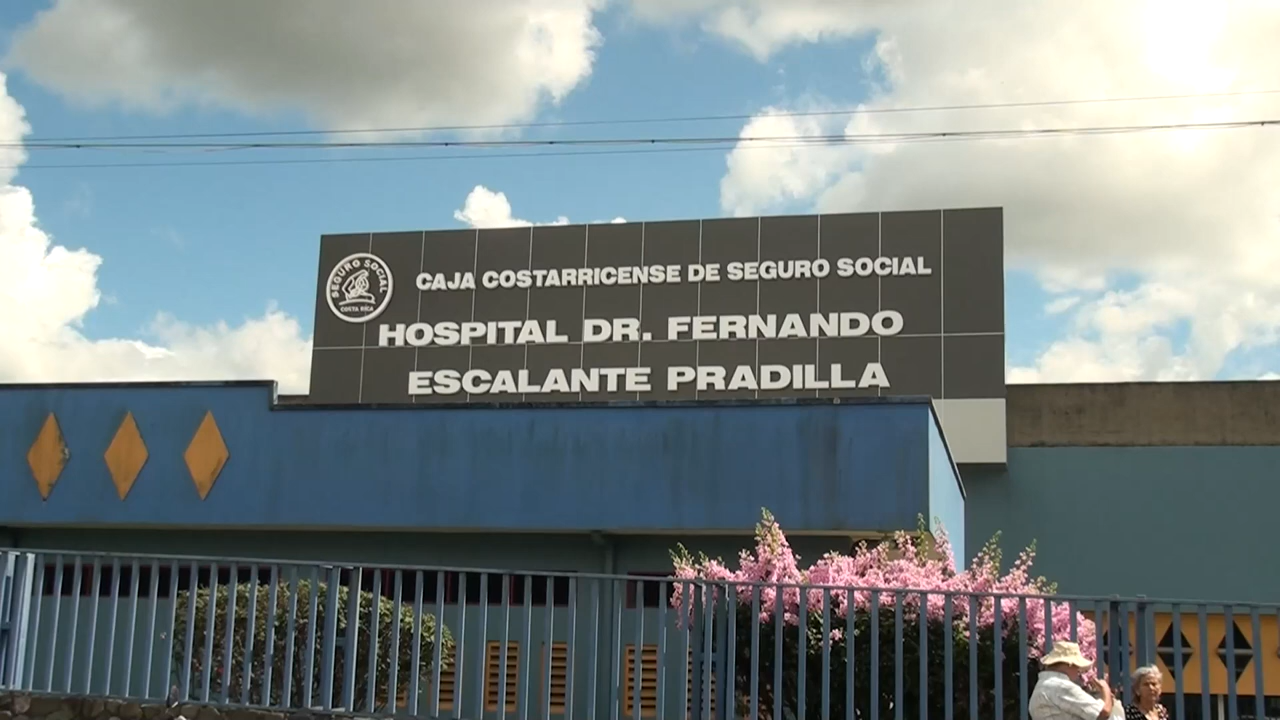 SEGURO SOCIAL
COSTA RICA
CAJA COSTARRICENSE DE SEGURO SOCIAL
HOSPITAL DR. FERNANDO
ESCALANTE PRADILLA